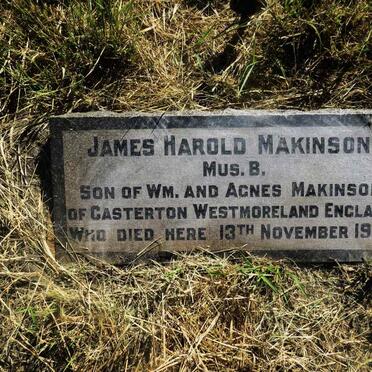 JAMES HAROLD MAKINSON
MUS. B.
SON OF WM. AND AGNES MAKINSO
OF CASTERTON WESTMORELAND ENGLA
WHO DIED HERE 13TH NOVEMBER 19